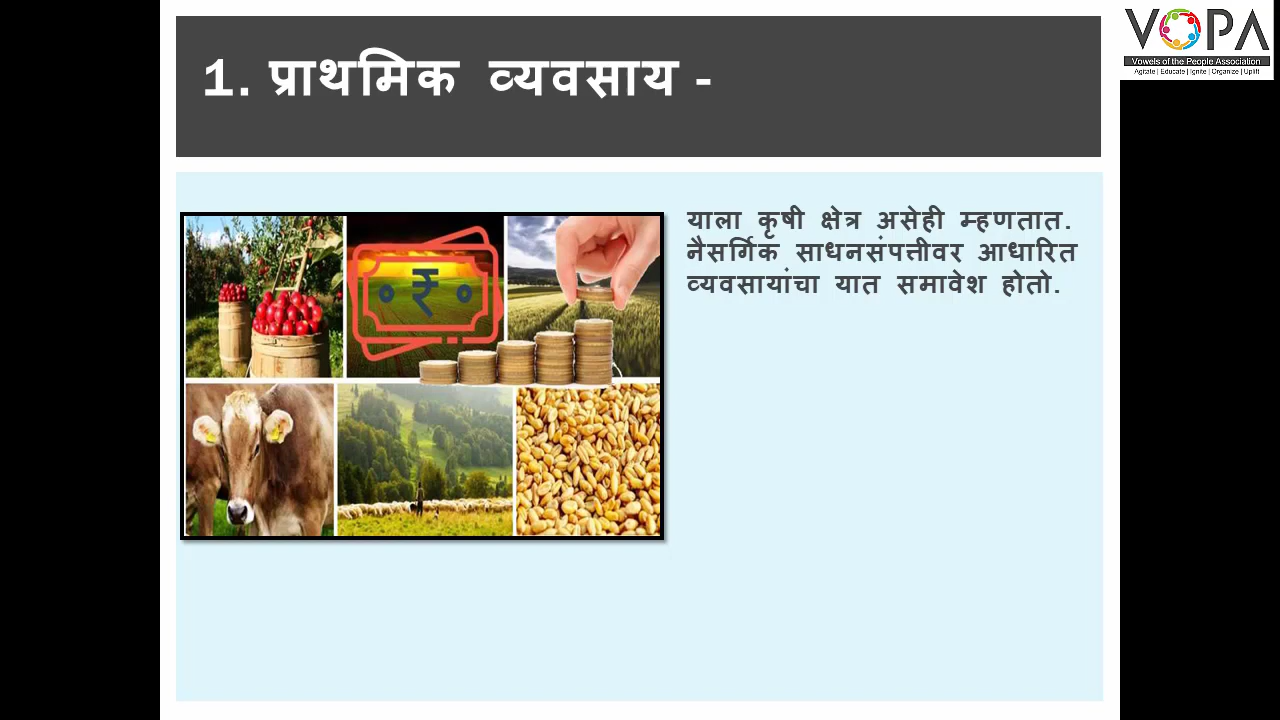 VOPA
Vowels of the People Association
Agitate | Educate | Ignite | Organize | Uplift
1. प्राथमिक व्यवसाय -
याला कृषी क्षेत्र असेही म्हणतात.
नैसर्गिक साधनसंपत्तीवर आधारित
व्यवसायांचा यात समावेश होतो.
₹